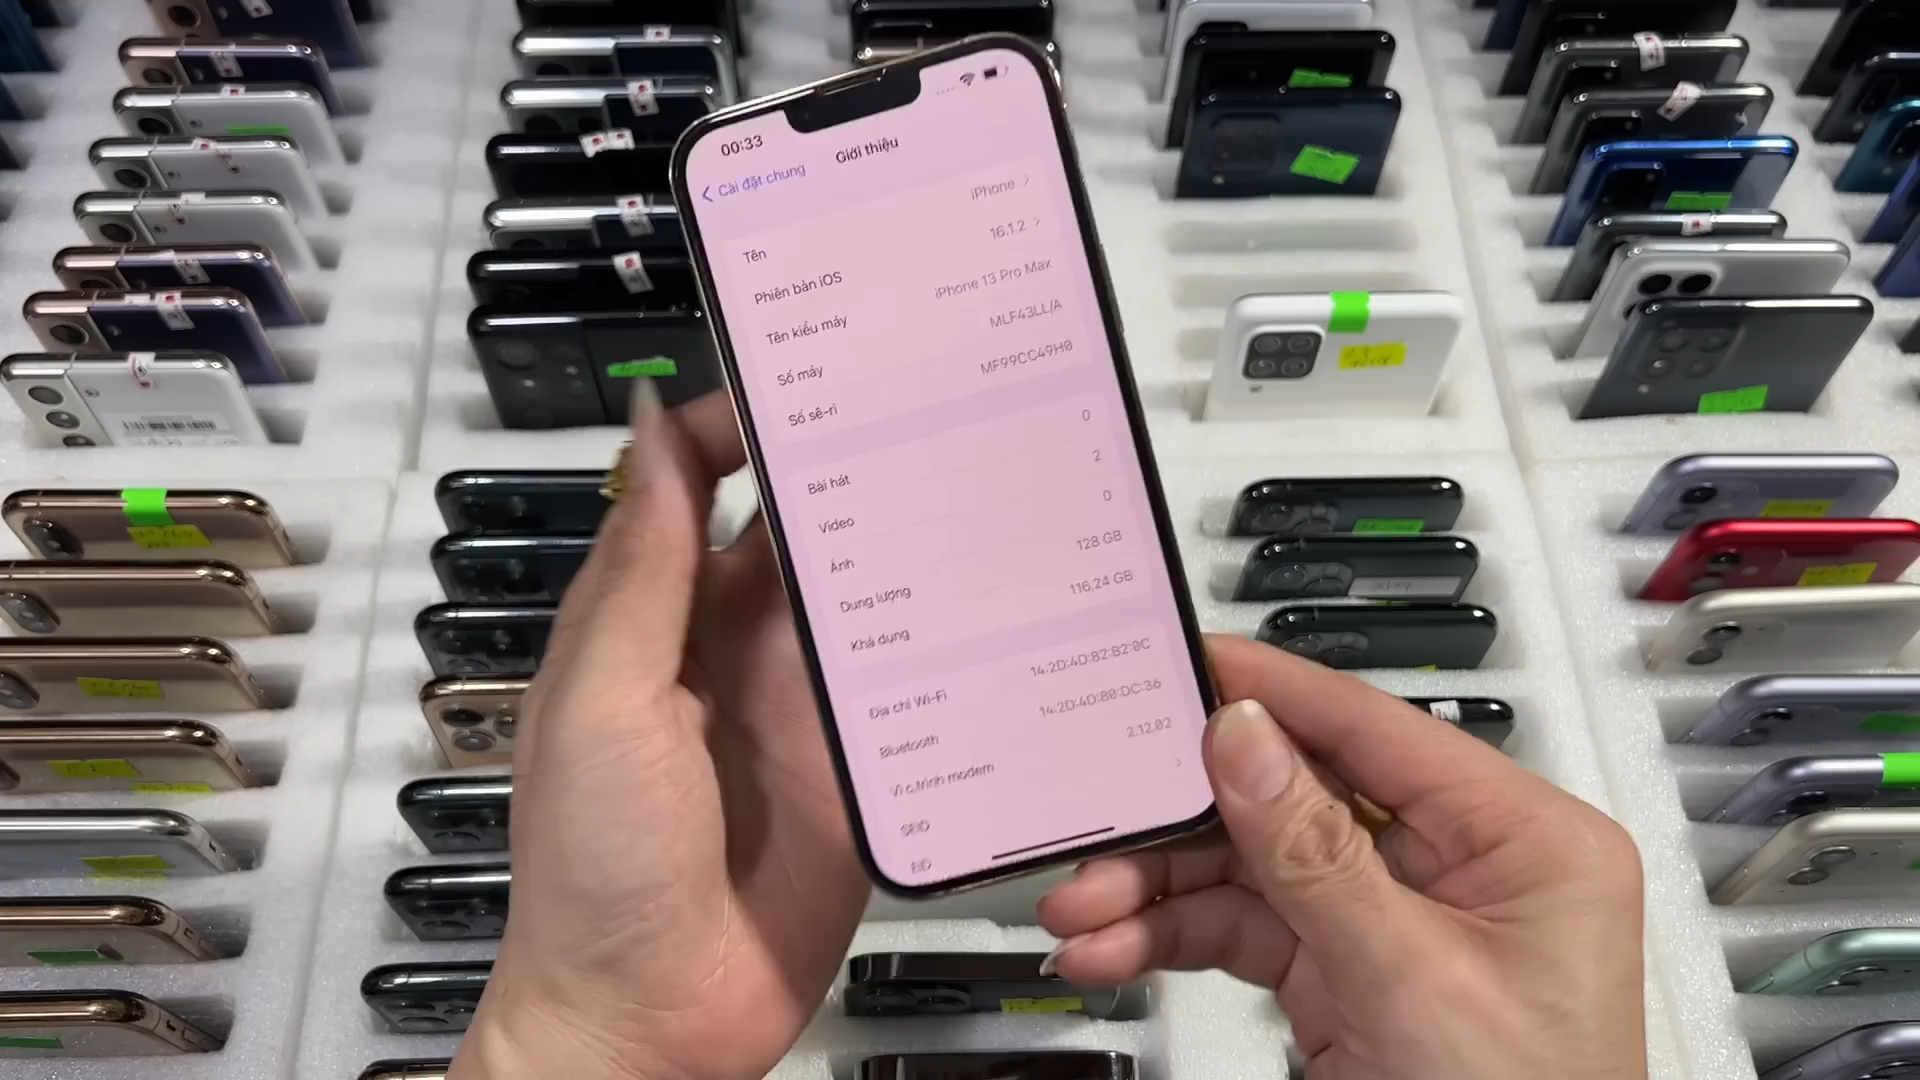 00:33
Cài đặt chung
Giới thiệu
Tên
iPhone
Phiên bản iOS
16.1.2
Tên kiểu máy
iPhone 13 Pro Max
Số máy
MLF43LL/A
Số sê-ri
MF99CC49H0
Bài hát
0
Video
2
Ảnh
0
Dung lượng
128 GB
Khả dụng
116,24 GB
Địa chỉ Wi-Fi
14:2D:4D:82:B2:0C
Bluetooth
14:2D:4D:80:DC:36
Vi c.trình modem
2.12.02
SEID
EID